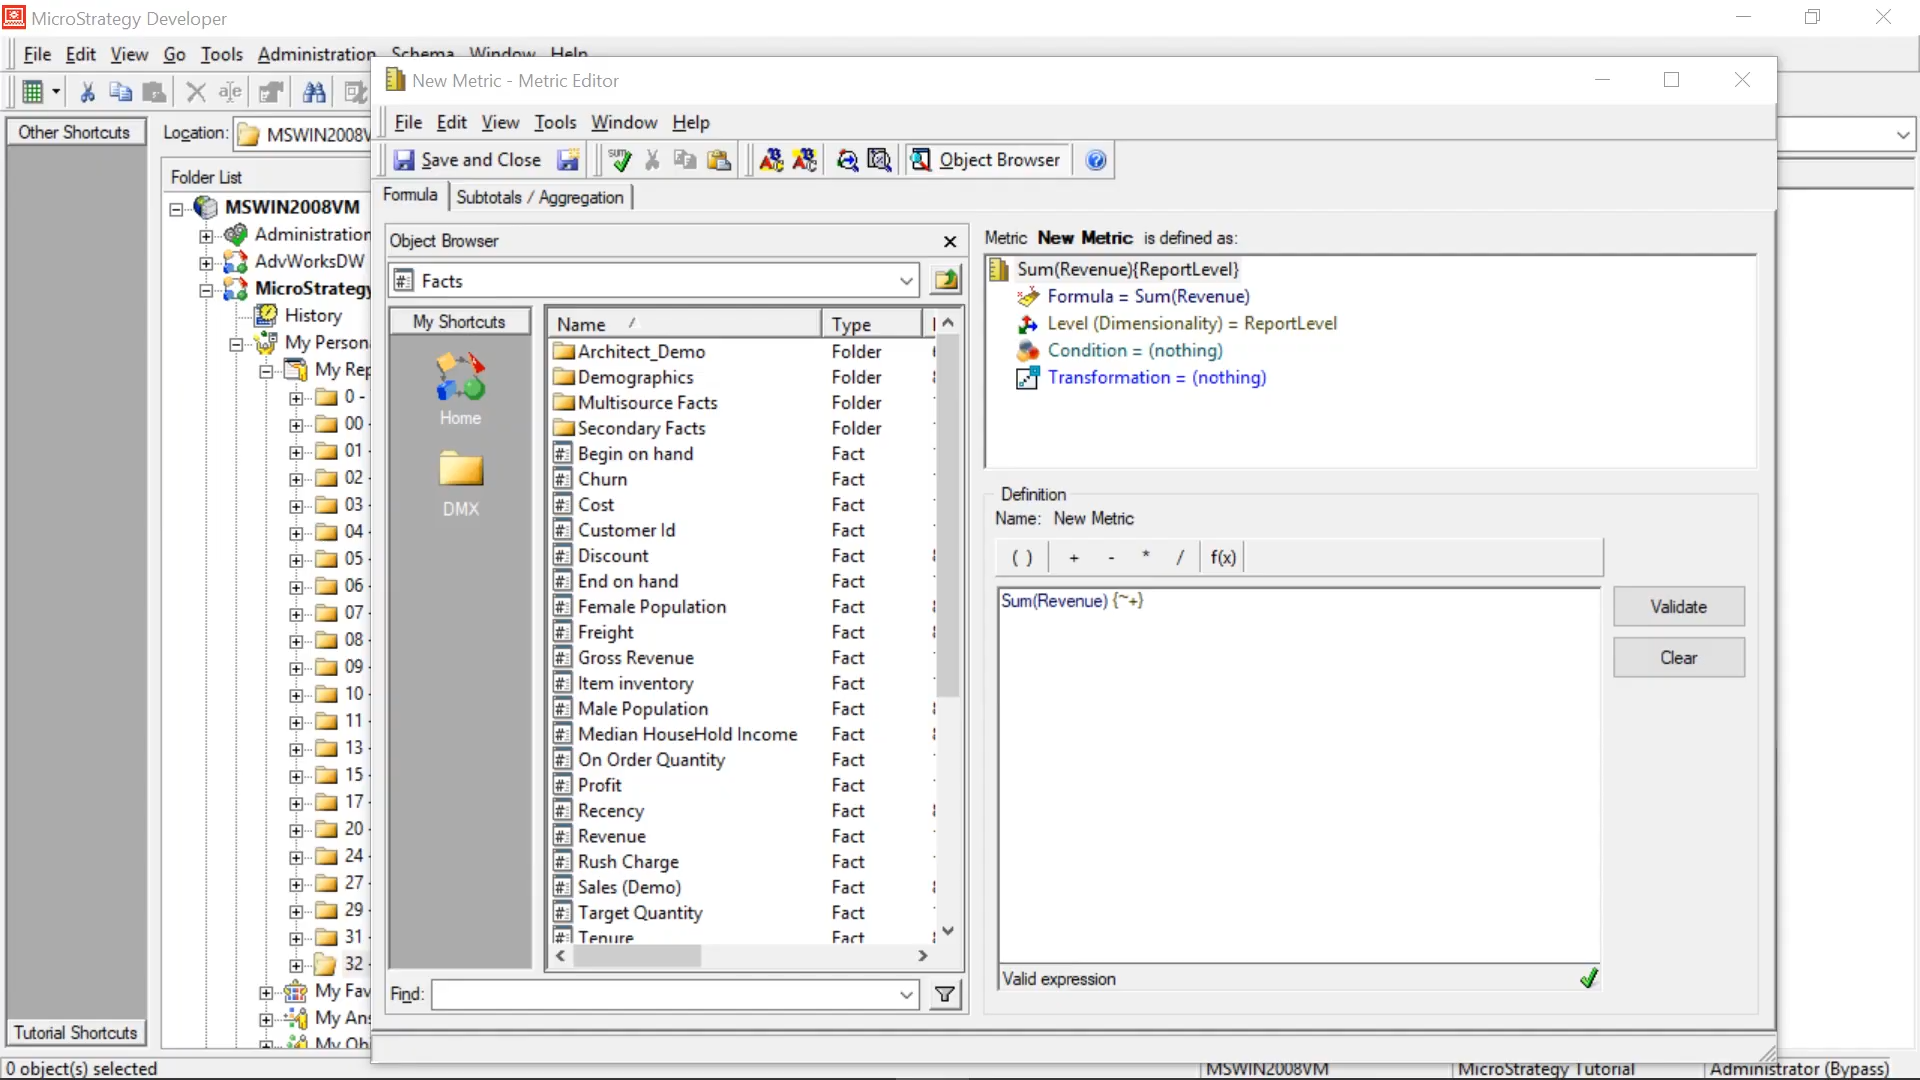 MicroStrategy Developer
File Edit View Go Tools Administration Schema Window Help
Other Shortcuts
Location: MSWIN2008V
Folder List
MSWIN2008VM
Administration
AdvWorksDW
MicroStrategy
History
My Person
My Rep
0 -
00
01
02
03
04
05
06
07
08
09
10
11
13
15
17
20
24
27
29
31
32
My Fav
My Ans
My Obj
Tutorial Shortcuts
New Metric - Metric Editor
File Edit View Tools Window Help
Save and Close
Object Browser
Formula
Subtotals / Aggregation
Object Browser
Facts
My Shortcuts
Home
DMX
Name / Type
Architect_Demo Folder
Demographics Folder
Multisource Facts Folder
Secondary Facts Folder
Begin on hand Fact
Churn Fact
Cost Fact
Customer Id Fact
Discount Fact
End on hand Fact
Female Population Fact
Freight Fact
Gross Revenue Fact
Item inventory Fact
Male Population Fact
Median HouseHold Income Fact
On Order Quantity Fact
Profit Fact
Recency Fact
Revenue Fact
Rush Charge Fact
Sales (Demo) Fact
Target Quantity Fact
Tenure Fact
Find:
Metric New Metric is defined as:
Sum(Revenue){ReportLevel}
Formula = Sum(Revenue)
Level (Dimensionality) = ReportLevel
Condition = (nothing)
Transformation = (nothing)
Definition
Name: New Metric
( ) + - * / f(x)
Sum(Revenue) {~+}
Validate
Clear
Valid expression
0 object(s) selected
MSWIN2008VM
MicroStrategy Tutorial
Administrator (Bypass)